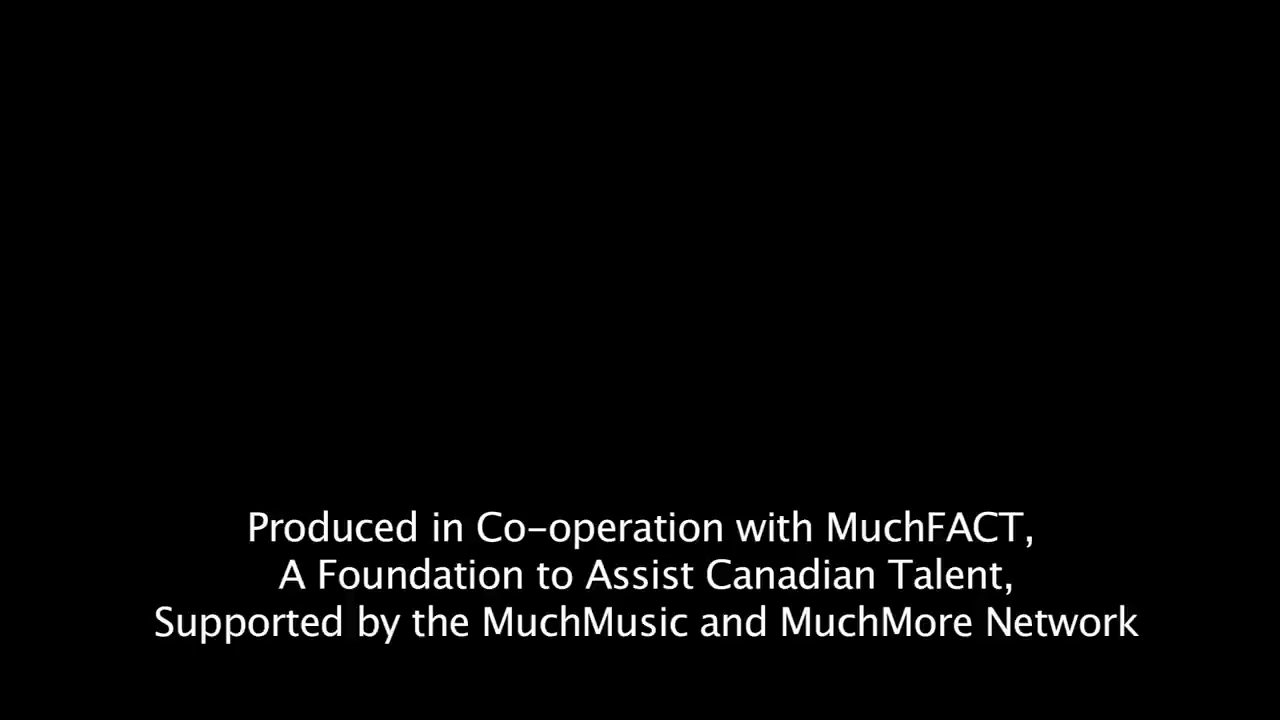 Produced in Co-operation with MuchFACT,
A Foundation to Assist Canadian Talent,
Supported by the MuchMusic and MuchMore Network